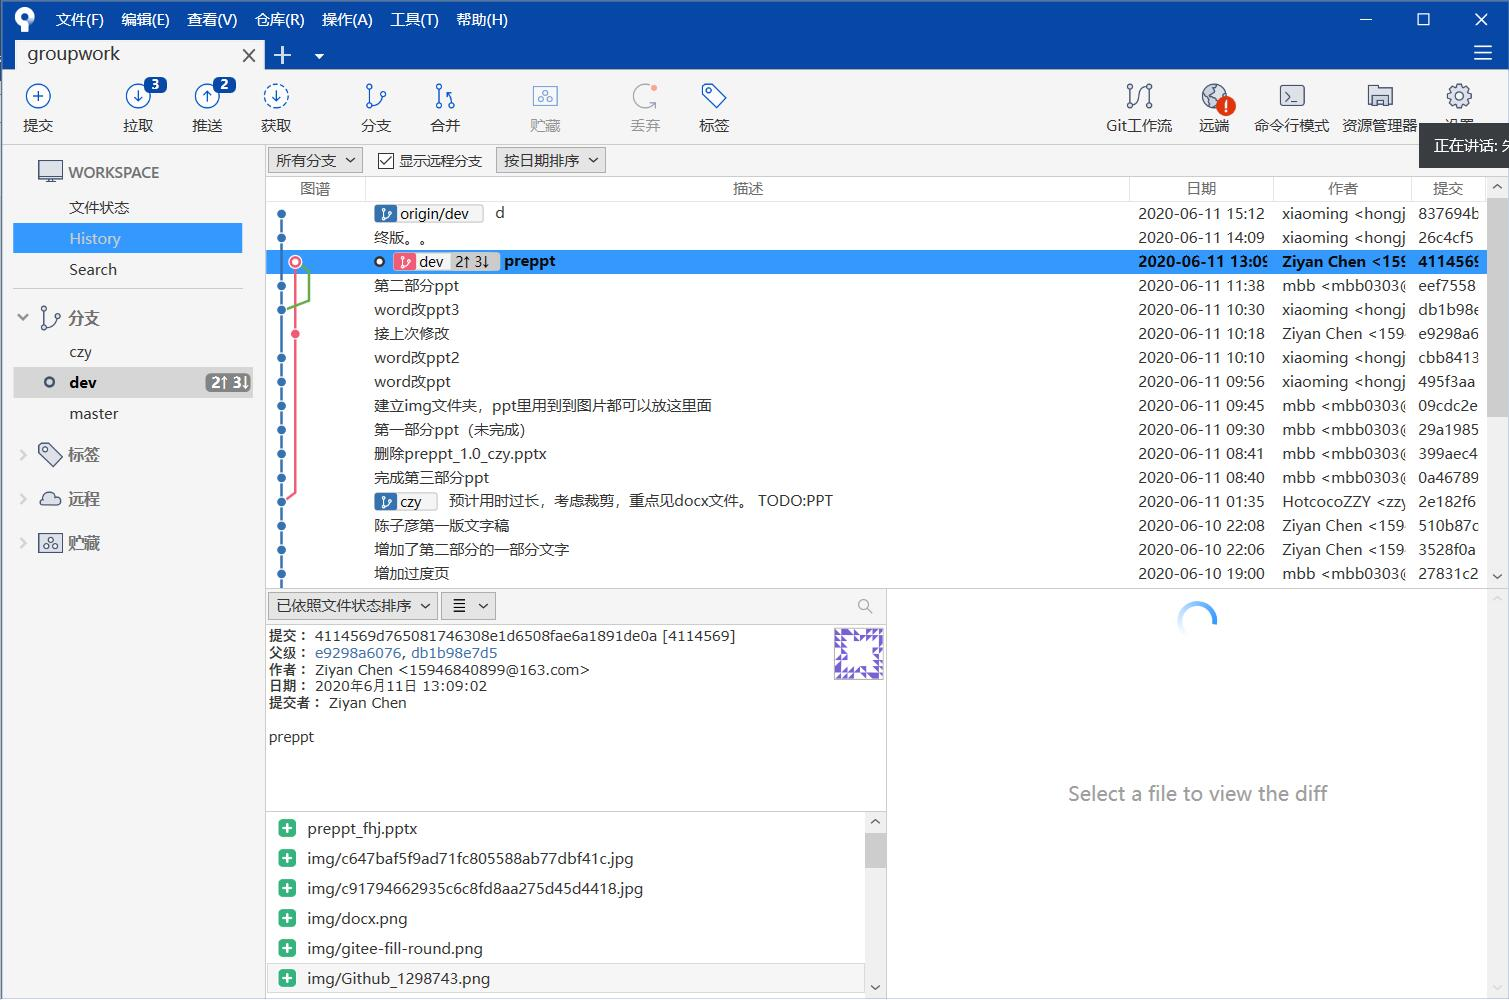 文件(F) 编辑(E) 查看(V) 仓库(R) 操作(A) 工具(T) 帮助(H)
groupwork
3 2
提交 拉取 推送 获取 分支 合并 贮藏 丢弃 标签 Git工作流 远端 命令行模式 资源管理器 设置
正在讲话:
WORKSPACE
文件状态
History
Search
分支
czy
dev 2↑ 3↓
master
标签
远程
贮藏
所有分支 显示远程分支 按日期排序
图谱 描述 日期 作者 提交
origin/dev d 2020-06-11 15:12 xiaoming <hongj 837694b
终版。。 2020-06-11 14:09 xiaoming <hongj 26c4cf5
dev 2↑ 3↓ preppt 2020-06-11 13:09 Ziyan Chen <159 4114569
第二部分ppt 2020-06-11 11:38 mbb <mbb0303@ eef7558
word改ppt3 2020-06-11 10:30 xiaoming <hongj db1b98e
接上次修改 2020-06-11 10:18 Ziyan Chen <159 e9298a6
word改ppt2 2020-06-11 10:10 xiaoming <hongj cbb8413
word改ppt 2020-06-11 09:56 xiaoming <hongj 495f3aa
建立img文件夹，ppt里用到到图片都可以放这里面 2020-06-11 09:45 mbb <mbb0303@ 09cdc2e
第一部分ppt（未完成） 2020-06-11 09:30 mbb <mbb0303@ 29a1985
删除preppt_1.0_czy.pptx 2020-06-11 08:41 mbb <mbb0303@ 399aec4
完成第三部分ppt 2020-06-11 08:40 mbb <mbb0303@ 0a46789
czy 预计用时过长，考虑裁剪，重点见docx文件。 TODO:PPT 2020-06-11 01:35 HotcocoZZY <zzy 2e182f6
陈子彦第一版文字稿 2020-06-10 22:08 Ziyan Chen <159 510b87c
增加了第二部分的一部分文字 2020-06-10 22:06 Ziyan Chen <159 3528f0a
增加过度页 2020-06-10 19:00 mbb <mbb0303@ 27831c2
已依照文件状态排序
提交： 4114569d765081746308e1d6508fae6a1891de0a [4114569]
父级： e9298a6076, db1b98e7d5
作者： Ziyan Chen <15946840899@163.com>
日期： 2020年6月11日 13:09:02
提交者： Ziyan Chen
preppt
preppt_fhj.pptx
img/c647baf5f9ad71fc805588ab77dbf41c.jpg
img/c91794662935c6c8fd8aa275d45d4418.jpg
img/docx.png
img/gitee-fill-round.png
img/Github_1298743.png
Select a file to view the diff